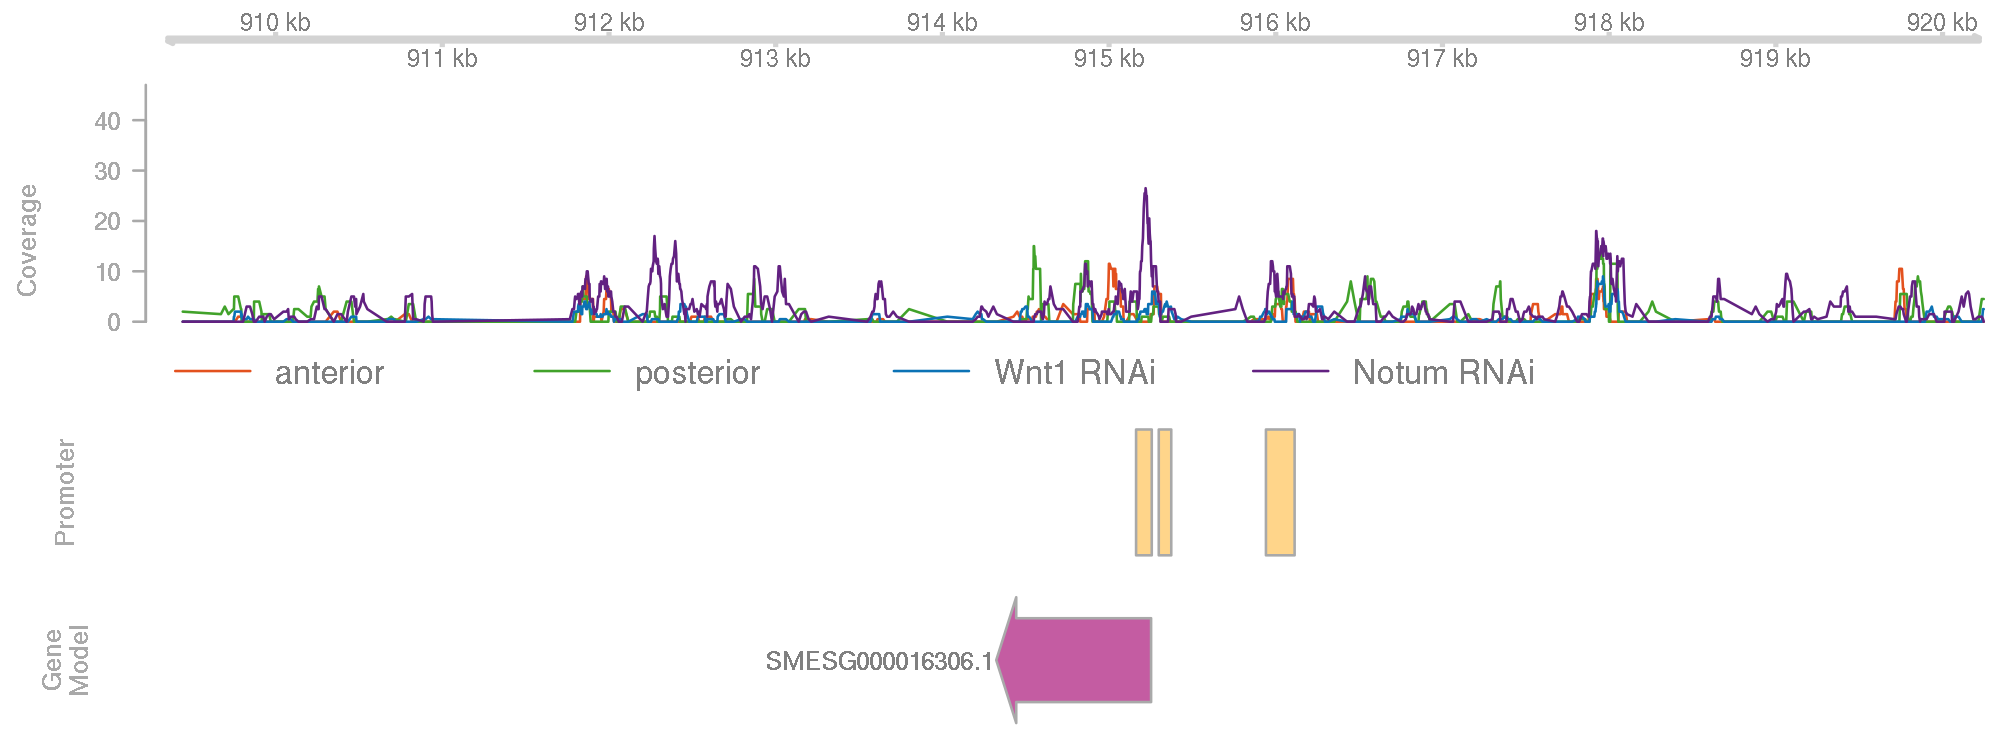 910 kb 912 kb 914 kb 916 kb 918 kb 920 kb
911 kb 913 kb 915 kb 917 kb 919 kb
Coverage
40
30
20
10
0
anterior posterior Wnt1 RNAi Notum RNAi
Promoter
Gene
Model
SMESG000016306.1